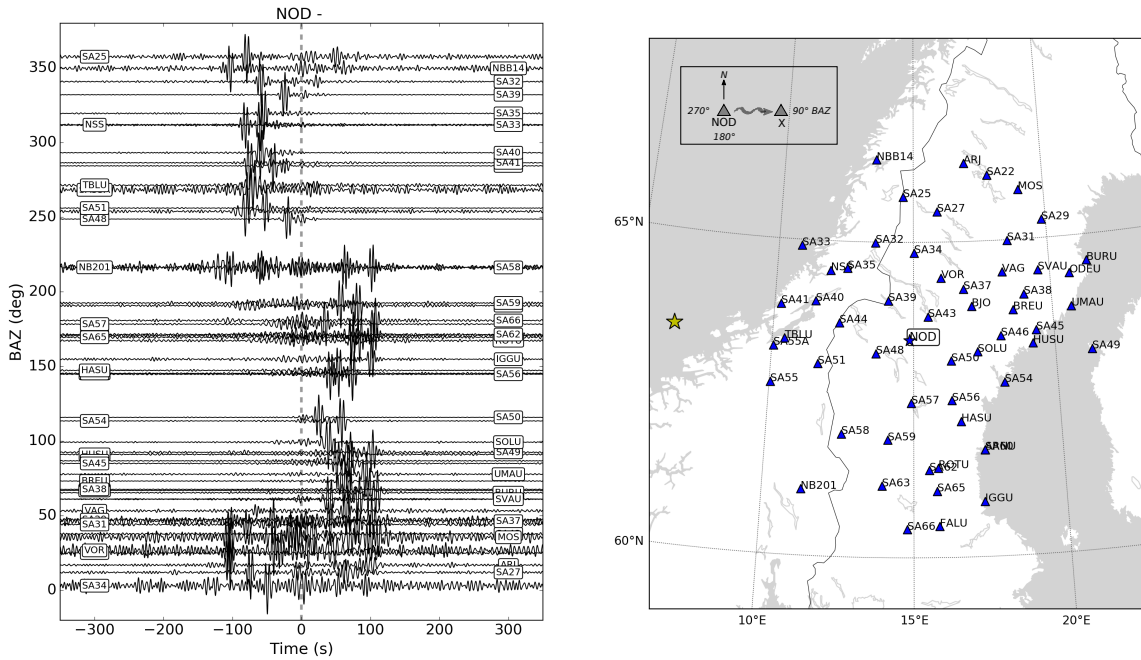 NOD -
BAZ (deg)
350
300
250
200
150
100
50
0
SA25
NBB14
SA32
SA39
SA35
NSS
SA33
SA40
SA41
TBLU
SA51
SA48
NB201
SA58
SA59
SA66
SA57
SA62
SA65
IGGU
HASU
SA56
SA50
SA54
SOLU
HUSU
SA49
SA45
UMAU
BREU
SA38
BURU
SVAU
VAG
SA37
SA31
MOS
VOR
ARJ
SA27
SA34
−300
−200
−100
0
100
200
300
Time (s)
N
270°
90° BAZ
NOD
X
180°
NBB14
ARJ
SA22
MOS
SA25
SA27
SA29
65°N
SA33
SA32
SA31
SA34
BURU
NSS
SA35
VAG
SVAU
ODEU
VOR
SA37
SA38
SA41
SA40
SA39
BJO
BREU
UMAU
SA44
SA43
SA45
TBLU
SA55A
NOD
SA46
HUSU
SA49
SA48
SOLU
SA51
SA50
SA55
SA54
SA57
SA56
HASU
SA58
SA59
ROTU
SA62
NB201
SA63
SA65
IGGU
SA66
FALU
60°N
10°E
15°E
20°E